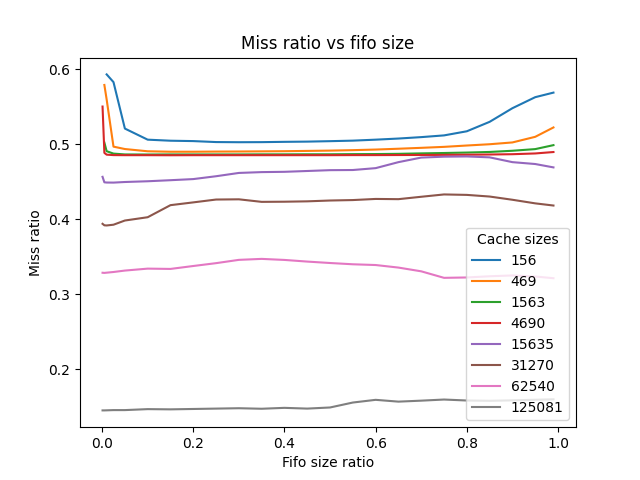 Miss ratio vs fifo size
0.6
0.5
0.4
0.3
0.2
Miss ratio
Cache sizes
156
469
1563
4690
15635
31270
62540
125081
0.0 0.2 0.4 0.6 0.8 1.0
Fifo size ratio